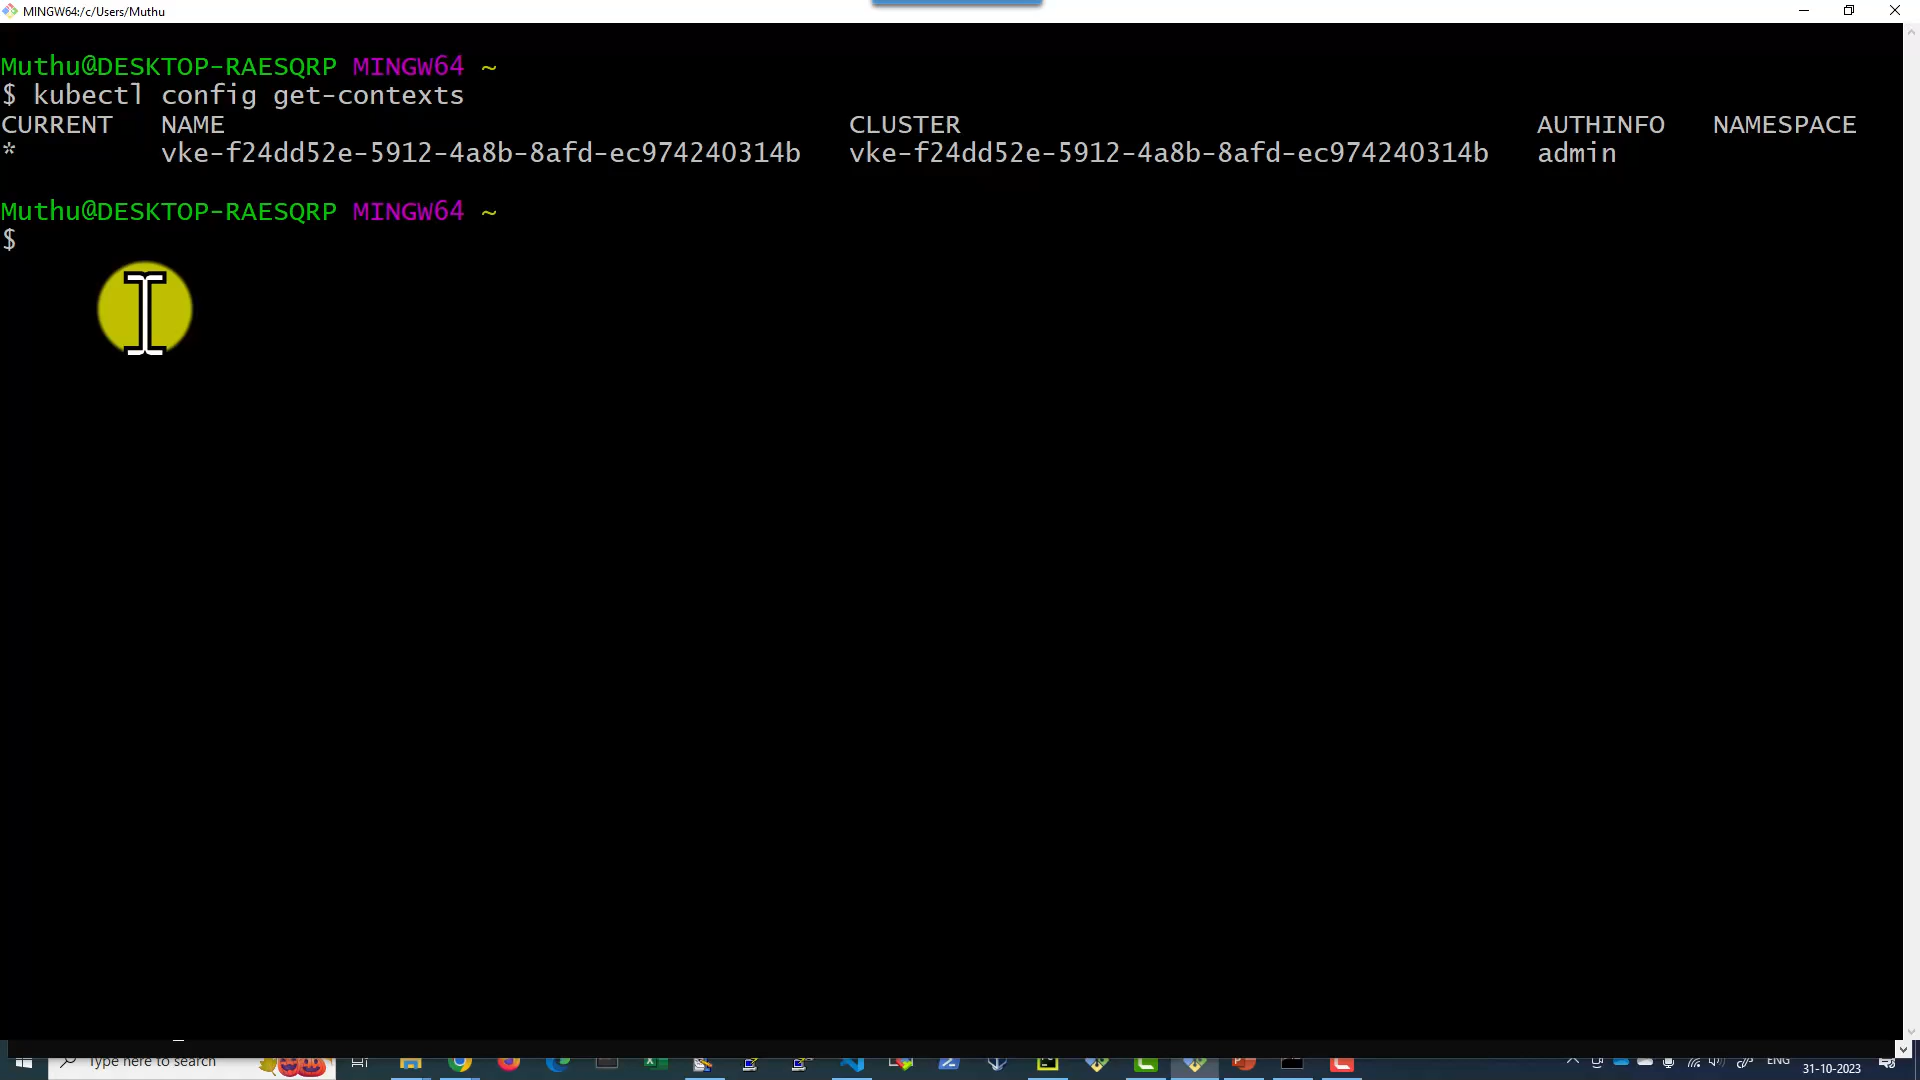 MINGW64:/c/Users/Muthu
Muthu@DESKTOP-RAESQRP MINGW64 ~
$ kubectl config get-contexts
CURRENT NAME CLUSTER AUTHINFO NAMESPACE
* vke-f24dd52e-5912-4a8b-8afd-ec974240314b vke-f24dd52e-5912-4a8b-8afd-ec974240314b admin
Muthu@DESKTOP-RAESQRP MINGW64 ~
$
Type here to search
ENG
31-10-2023